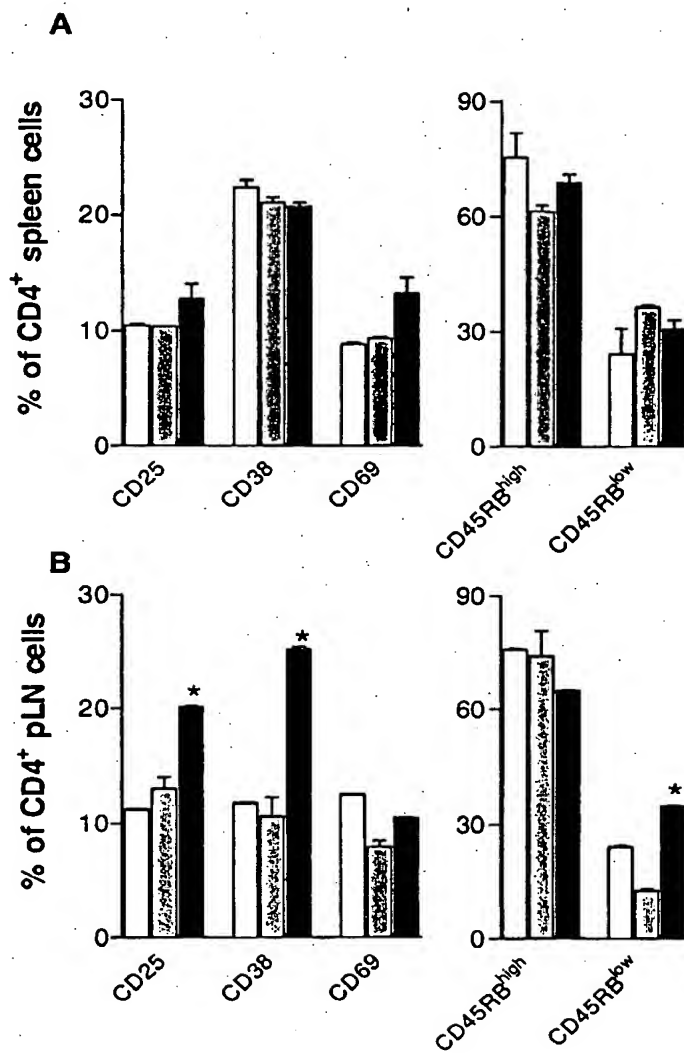 A
% of CD4+ spleen cells
30
20
10
0
CD25
CD38
CD69
90
60
30
0
CD45RBhigh
CD45RBlow
B
% of CD4+ pLN cells
30
20
10
0
CD25
CD38
CD69
*
*
90
60
30
0
CD45RBhigh
CD45RBlow
*